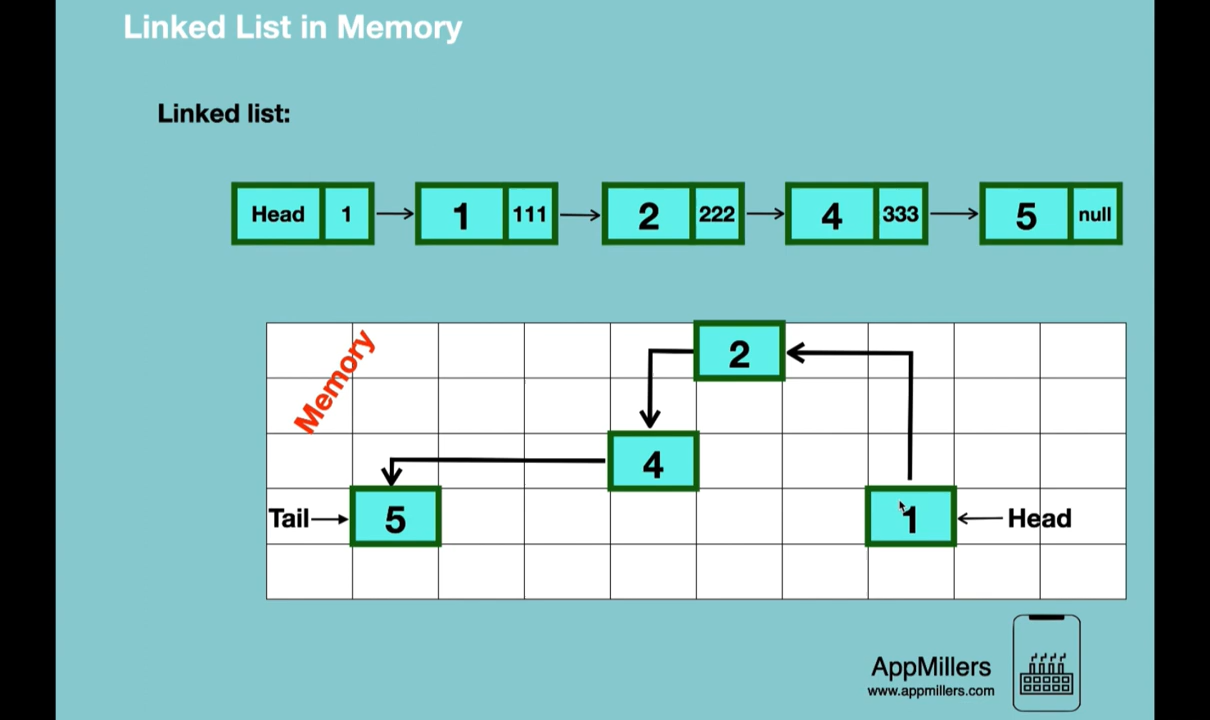 Linked List in Memory
Linked list:
Head 1 1 111 2 222 4 333 5 null
Memory
2
4
Tail 5 1 Head
AppMillers
www.appmillers.com